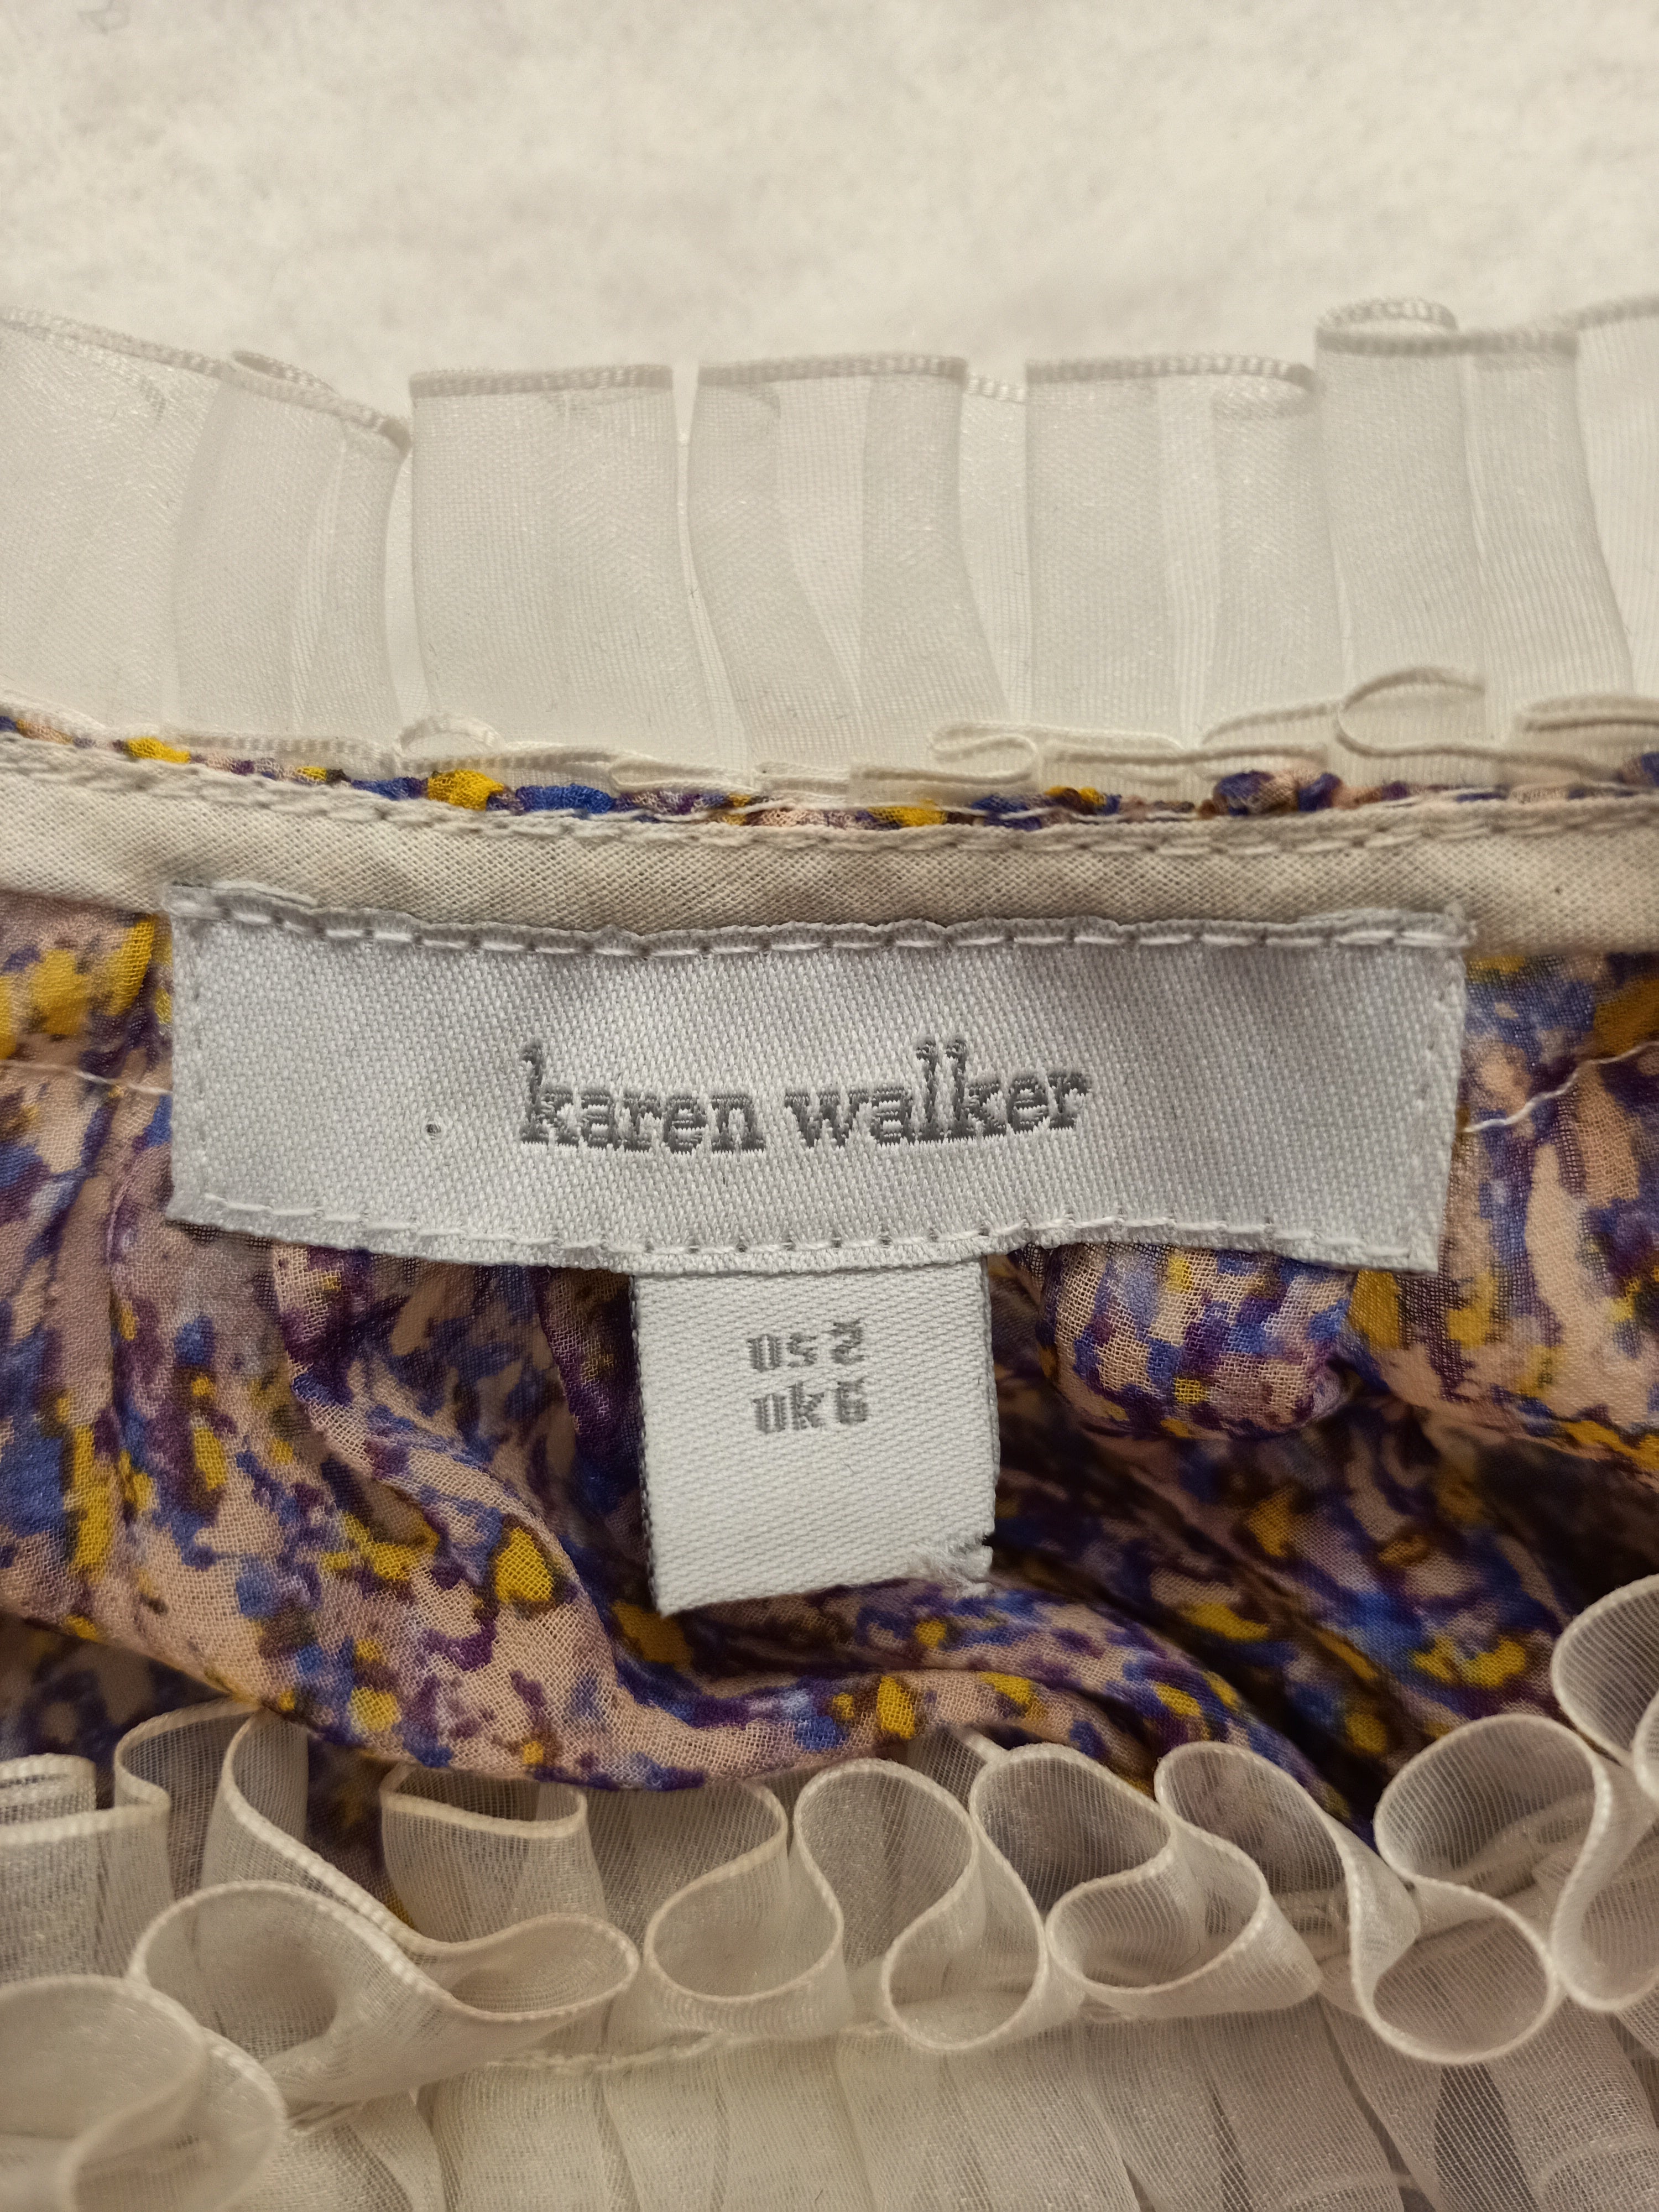 karen walker
us 2
uk 6